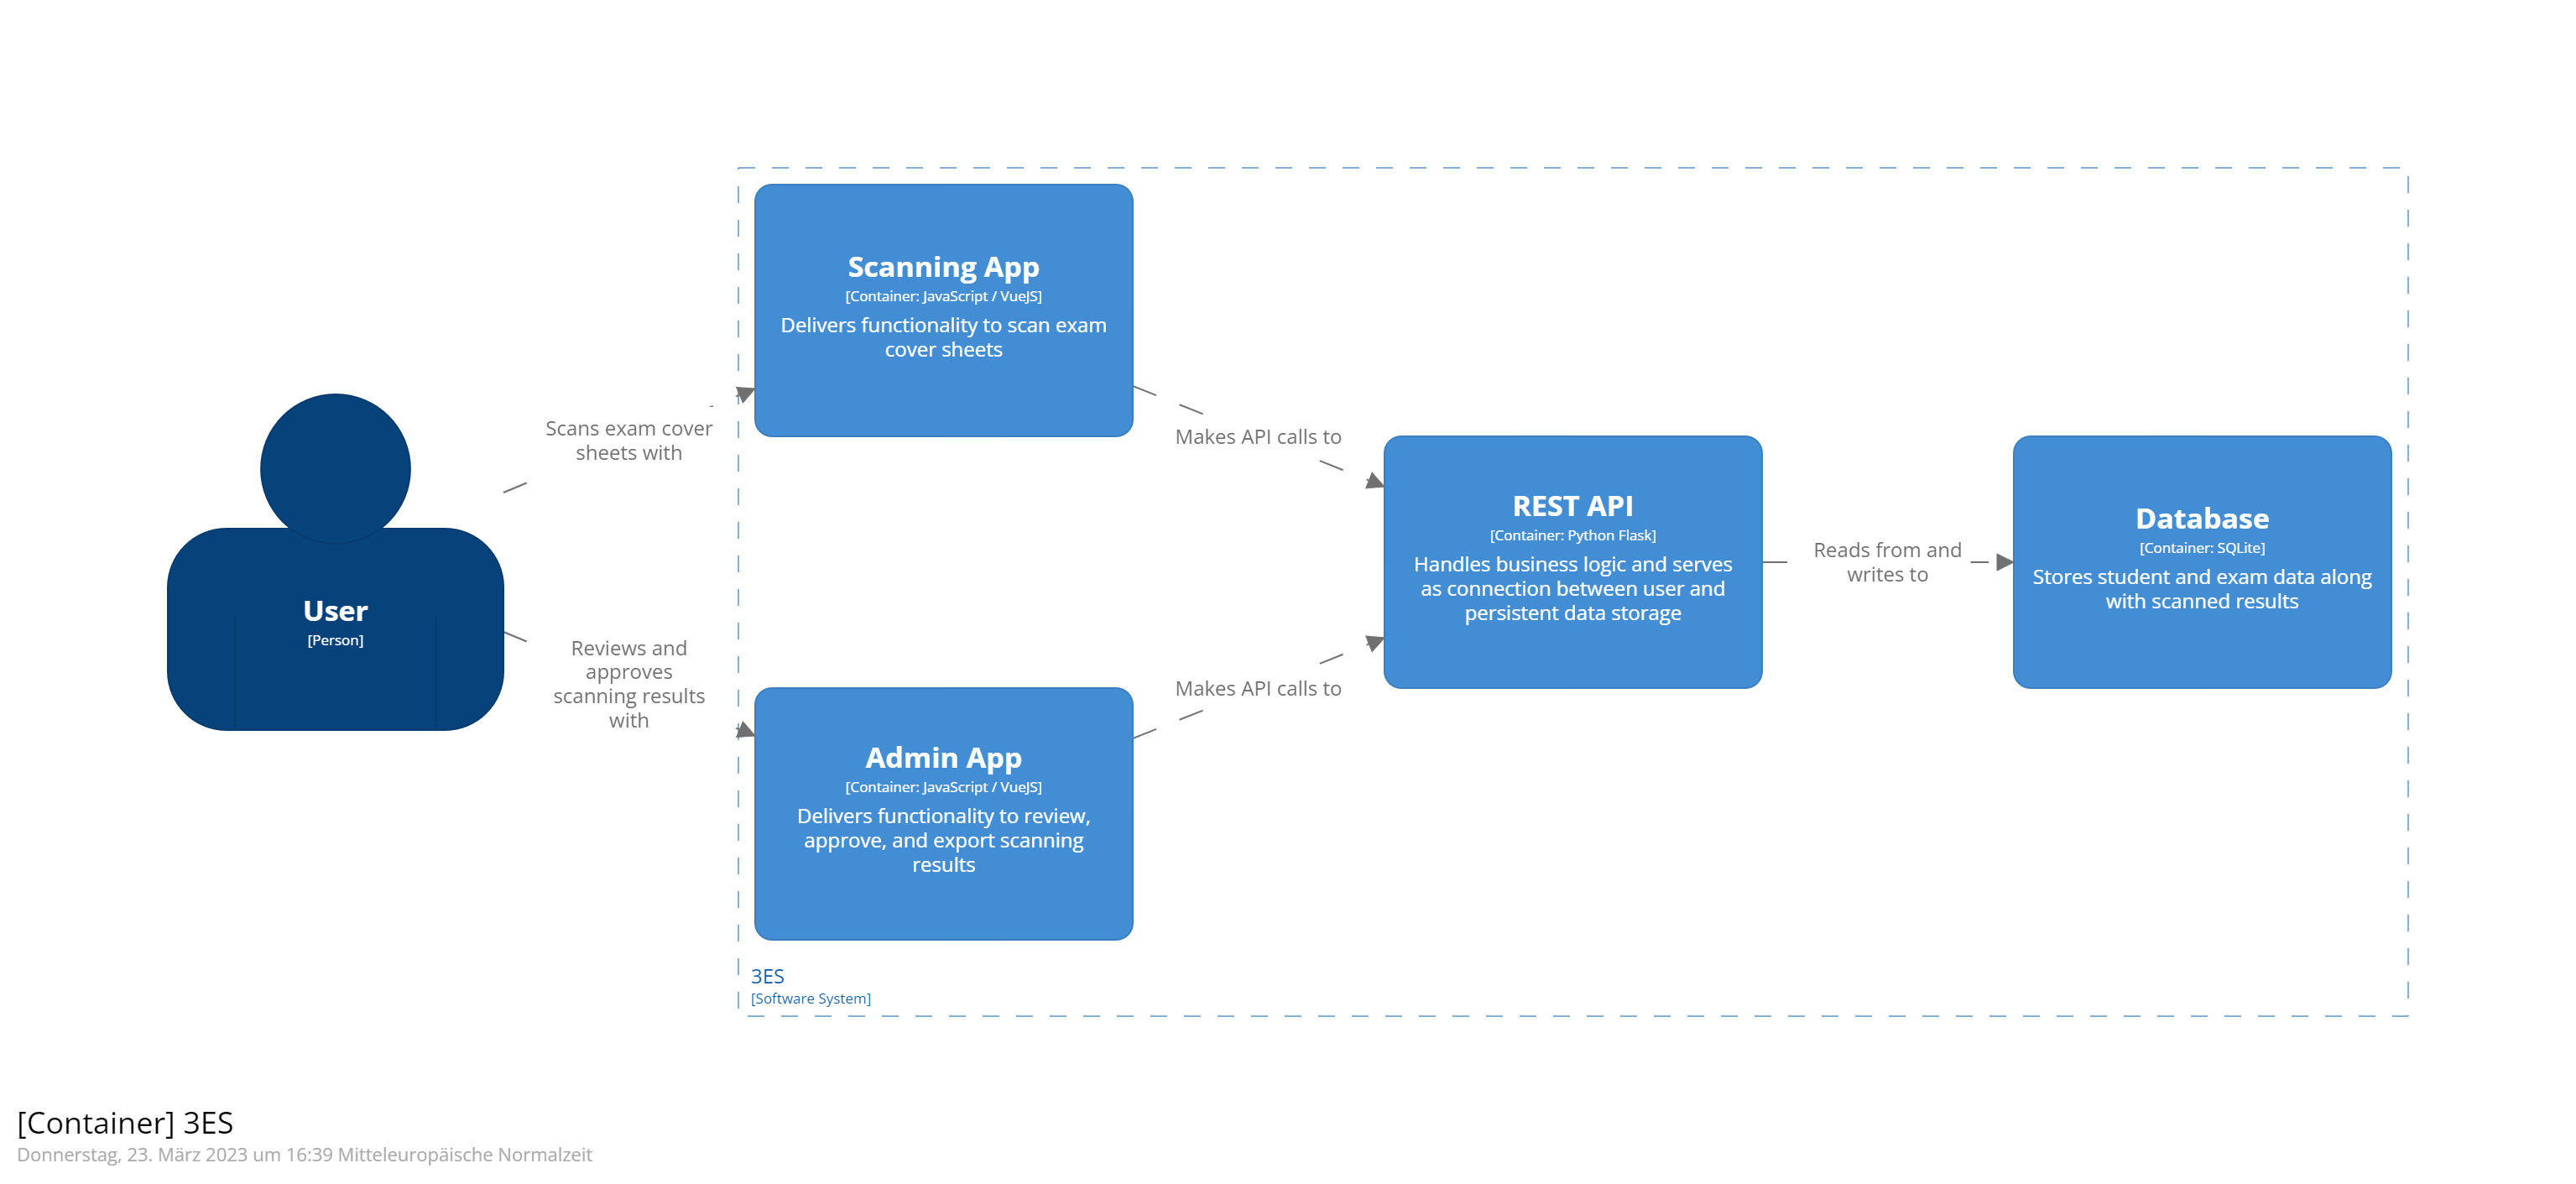 Scanning App
[Container: JavaScript / VueJS]
Delivers functionality to scan exam
cover sheets
Scans exam cover
sheets with
Makes API calls to
User
[Person]
Reviews and
approves
scanning results
with
REST API
[Container: Python Flask]
Handles business logic and serves
as connection between user and
persistent data storage
Reads from and
writes to
Database
[Container: SQLite]
Stores student and exam data along
with scanned results
Makes API calls to
Admin App
[Container: JavaScript / VueJS]
Delivers functionality to review,
approve, and export scanning
results
3ES
[Software System]
[Container] 3ES
Donnerstag, 23. März 2023 um 16:39 Mitteleuropäische Normalzeit